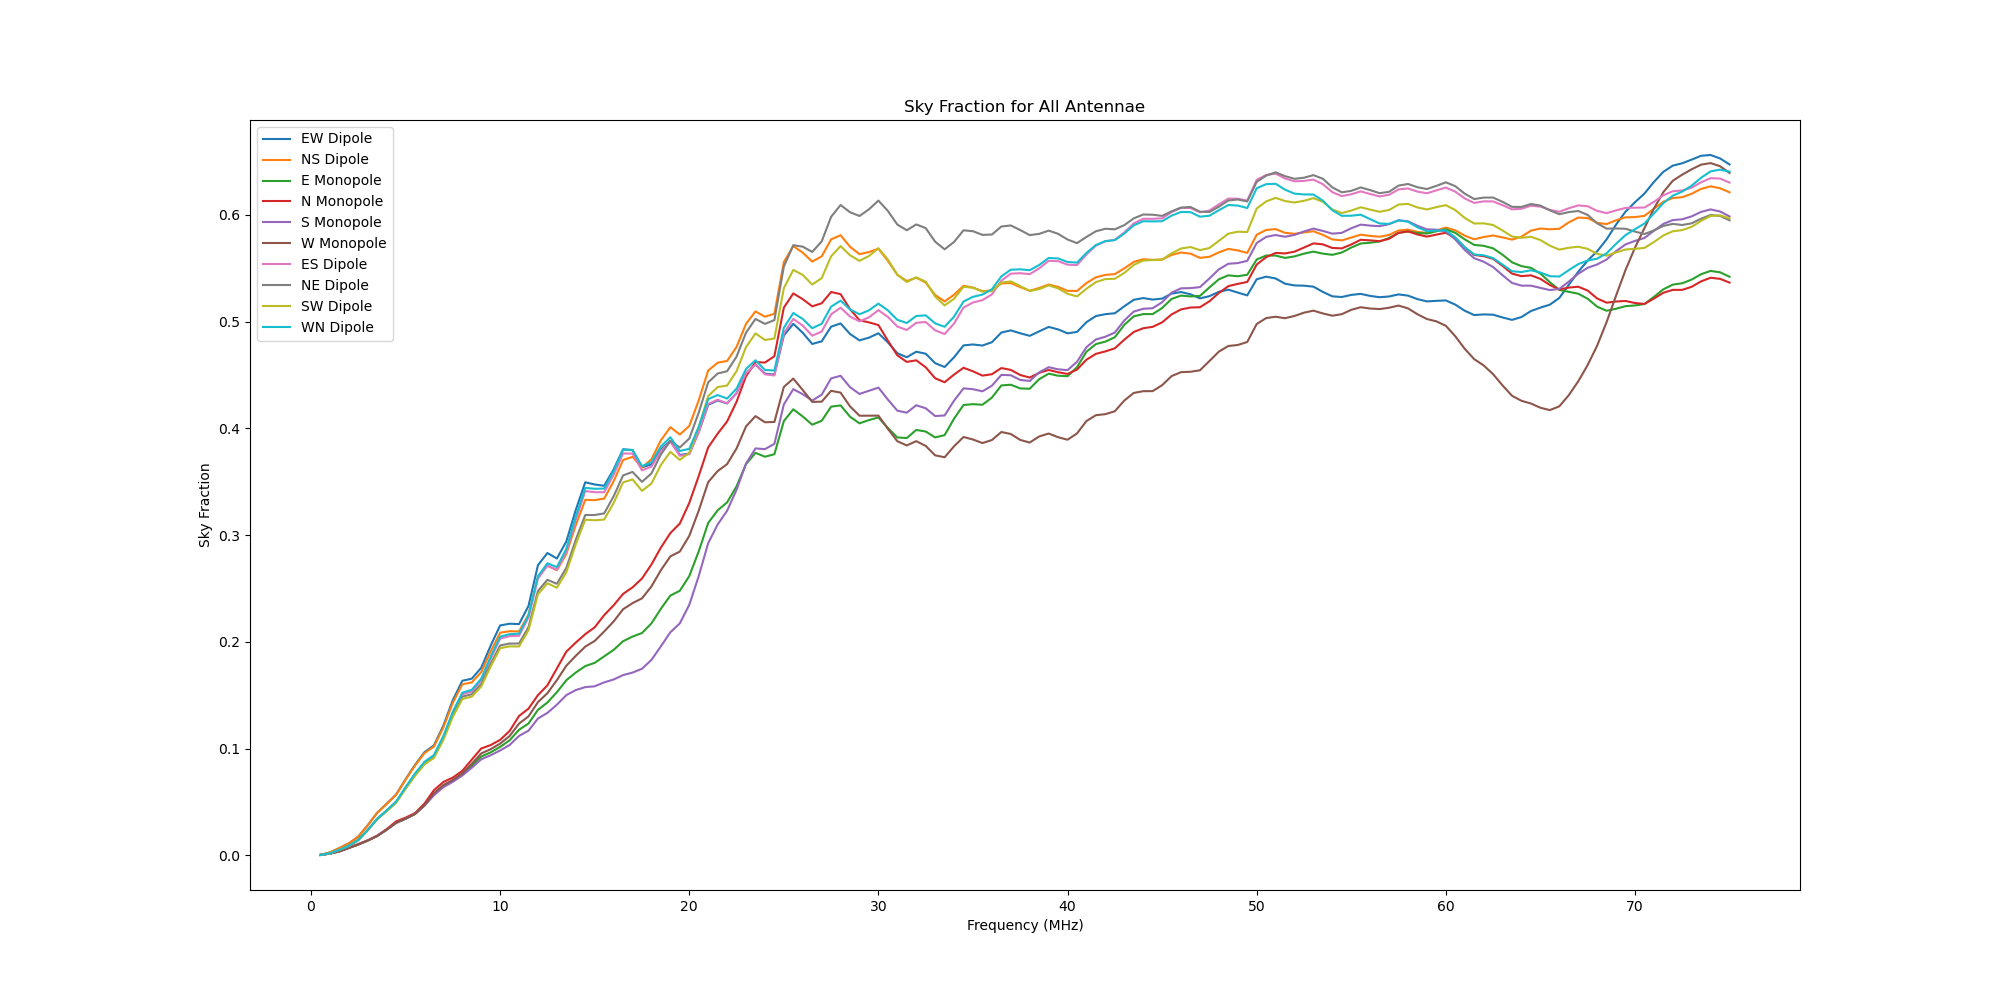 Sky Fraction for All Antennae
EW Dipole
NS Dipole
E Monopole
N Monopole
S Monopole
W Monopole
ES Dipole
NE Dipole
SW Dipole
WN Dipole
Sky Fraction
0.6
0.5
0.4
0.3
0.2
0.1
0.0
0 10 20 30 40 50 60 70
Frequency (MHz)